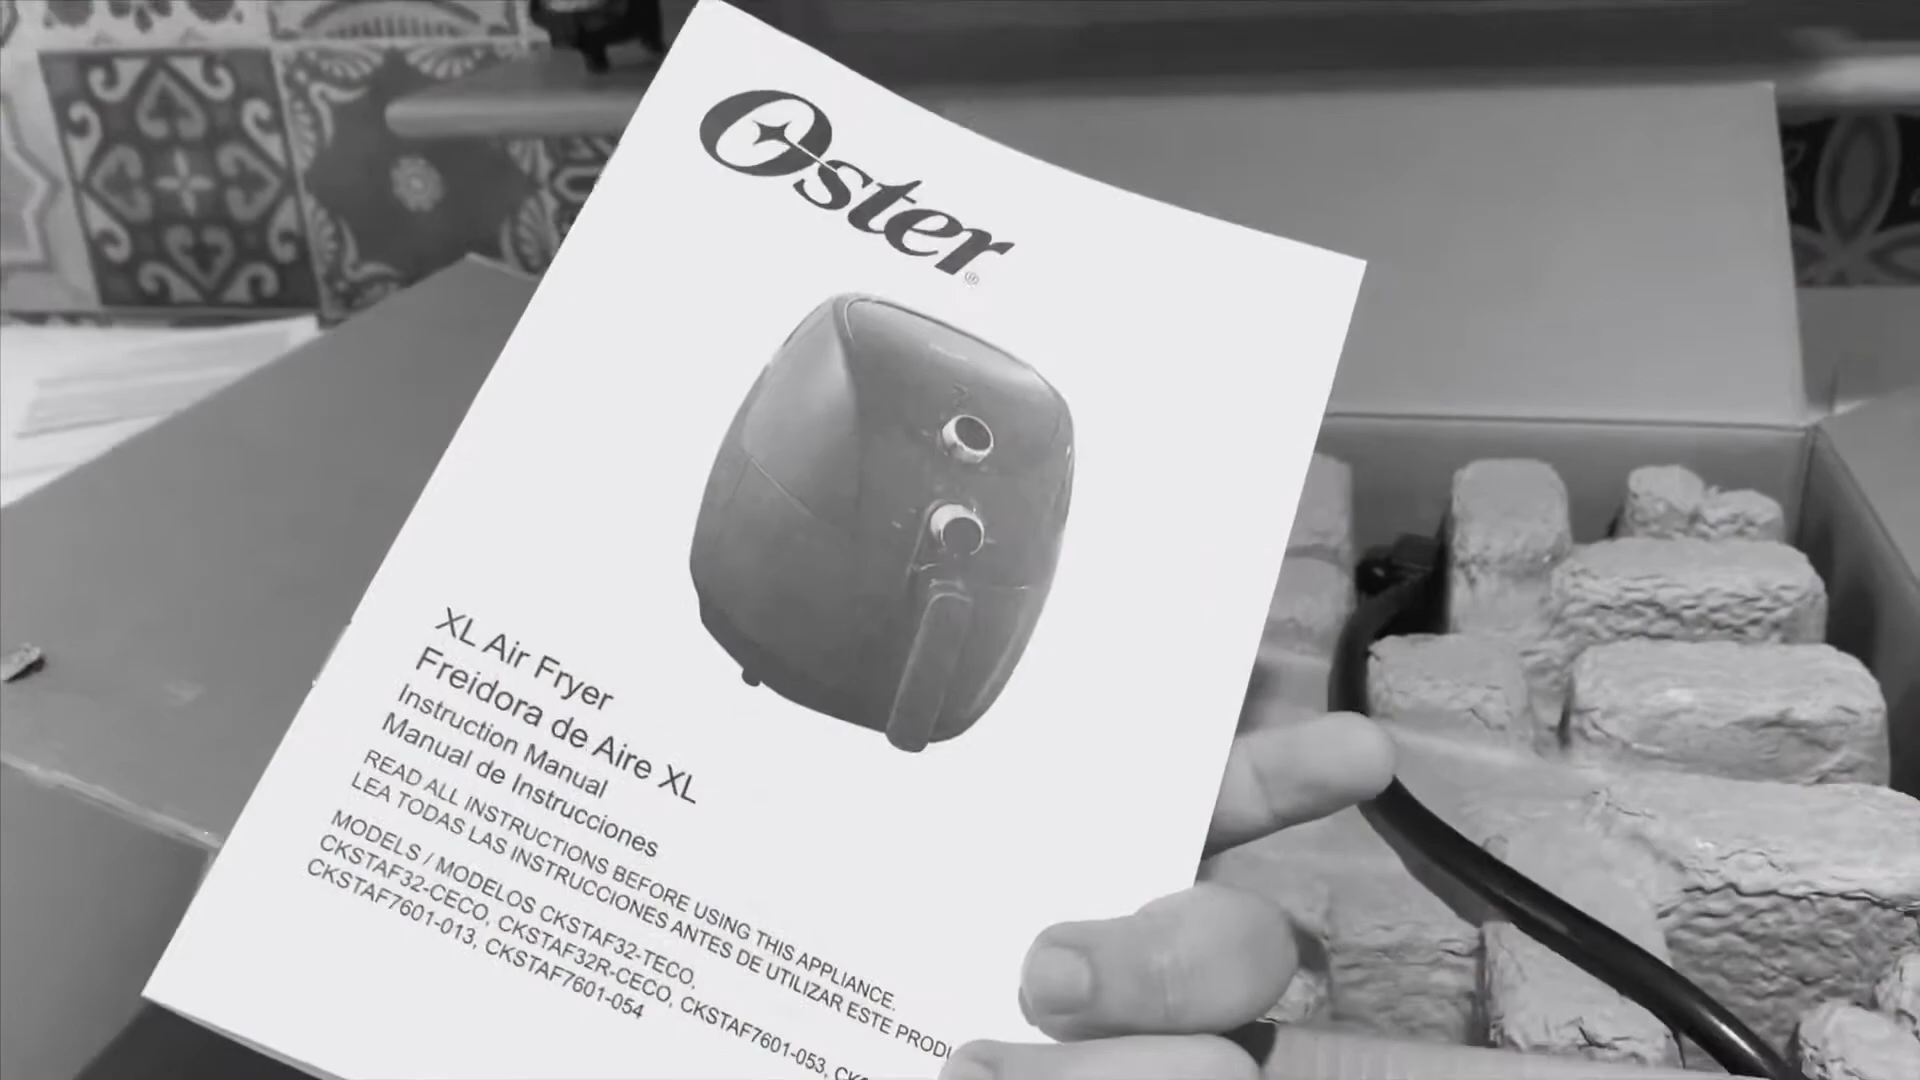 Oster®
XL Air Fryer
Freidora de Aire XL
Instruction Manual
Manual de Instrucciones
READ ALL INSTRUCTIONS BEFORE USING THIS APPLIANCE.
LEA TODAS LAS INSTRUCCIONES ANTES DE UTILIZAR ESTE PRODU
MODELS / MODELOS CKSTAF32-TECO,
CKSTAF32-CECO, CKSTAF32R-CECO, CKSTAF7601-053, CKS
CKSTAF7601-013, CKSTAF7601-054